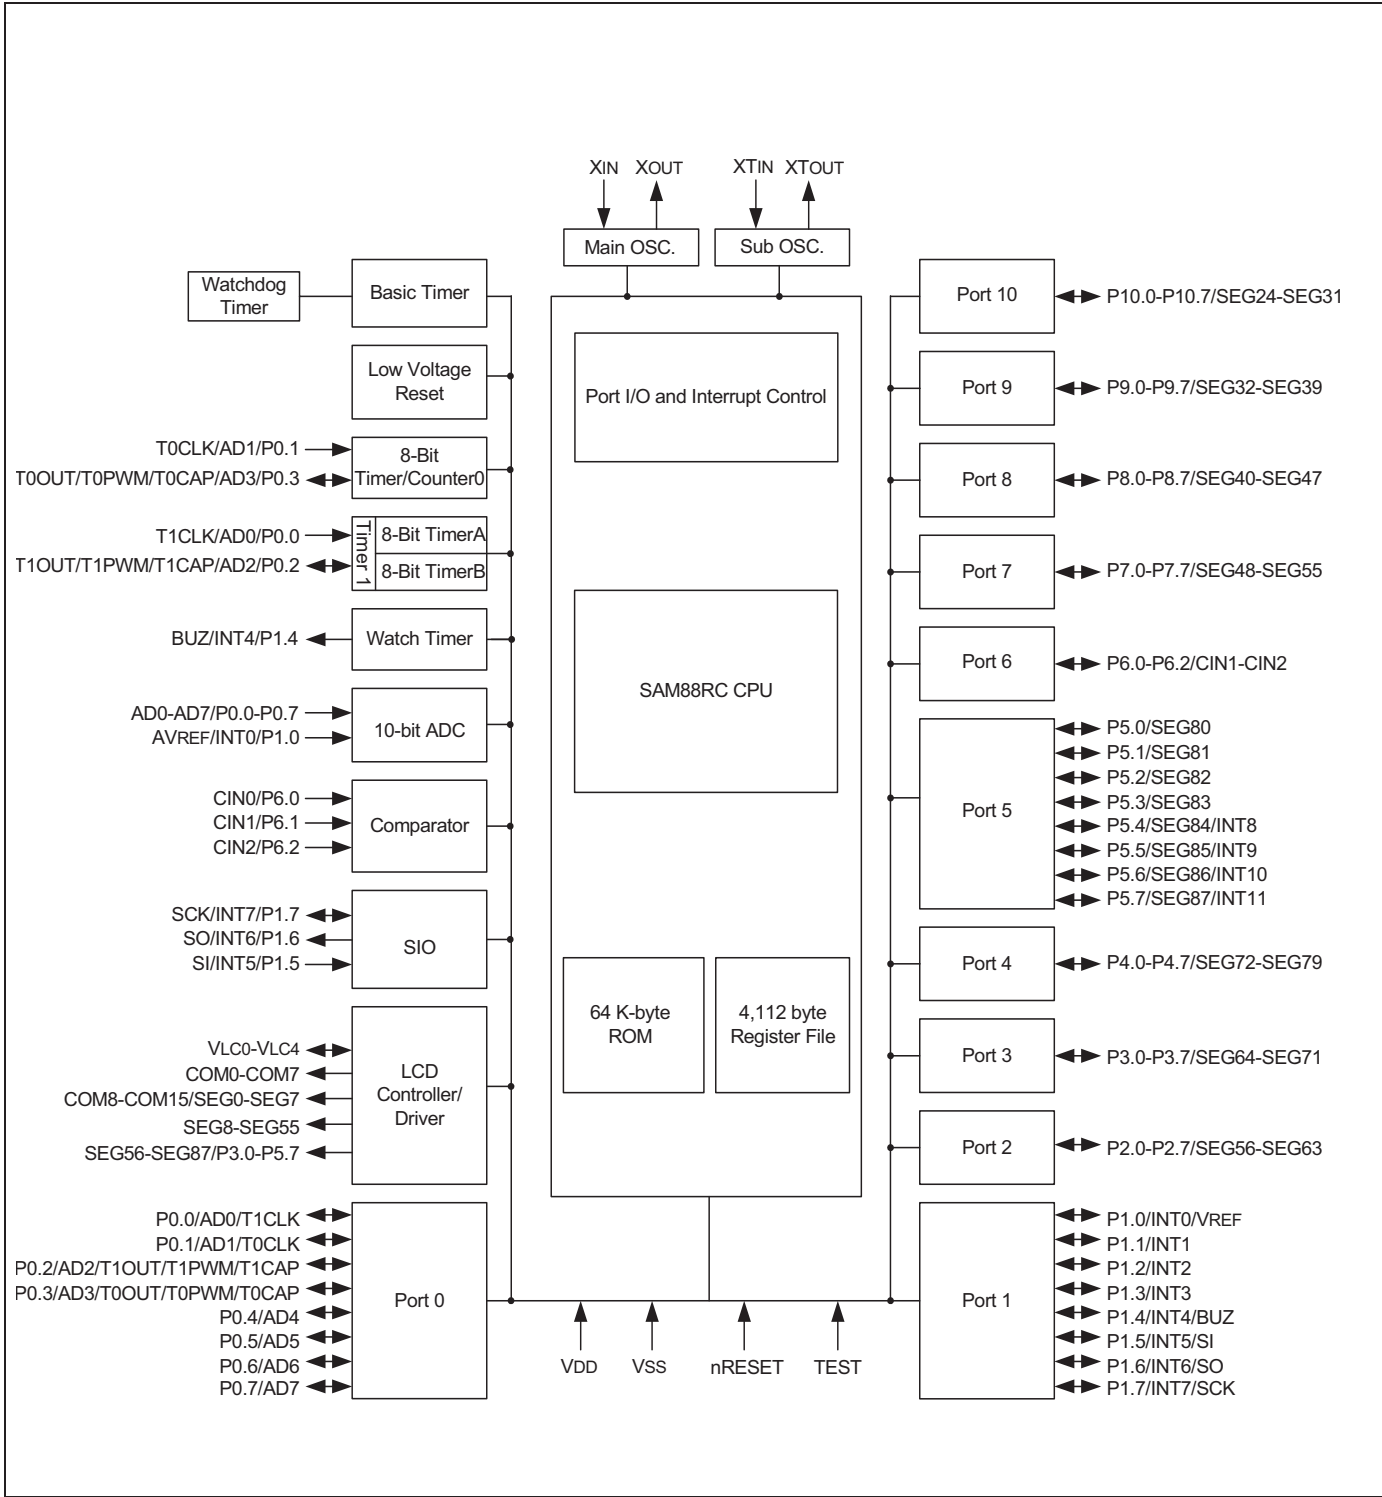 XIN XOUT XTIN XTOUT
Main OSC. Sub OSC.
Watchdog
Timer
Basic Timer
Low Voltage
Reset
T0CLK/AD1/P0.1
T0OUT/T0PWM/T0CAP/AD3/P0.3
8-Bit
Timer/Counter0
T1CLK/AD0/P0.0
T1OUT/T1PWM/T1CAP/AD2/P0.2
Timer 1
8-Bit TimerA
8-Bit TimerB
BUZ/INT4/P1.4
Watch Timer
AD0-AD7/P0.0-P0.7
AVREF/INT0/P1.0
10-bit ADC
CIN0/P6.0
CIN1/P6.1
CIN2/P6.2
Comparator
SCK/INT7/P1.7
SO/INT6/P1.6
SI/INT5/P1.5
SIO
VLC0-VLC4
COM0-COM7
COM8-COM15/SEG0-SEG7
SEG8-SEG55
SEG56-SEG87/P3.0-P5.7
LCD
Controller/
Driver
P0.0/AD0/T1CLK
P0.1/AD1/T0CLK
P0.2/AD2/T1OUT/T1PWM/T1CAP
P0.3/AD3/T0OUT/T0PWM/T0CAP
P0.4/AD4
P0.5/AD5
P0.6/AD6
P0.7/AD7
Port 0
Port I/O and Interrupt Control
SAM88RC CPU
64 K-byte
ROM
4,112 byte
Register File
VDD VSS nRESET TEST
Port 10
P10.0-P10.7/SEG24-SEG31
Port 9
P9.0-P9.7/SEG32-SEG39
Port 8
P8.0-P8.7/SEG40-SEG47
Port 7
P7.0-P7.7/SEG48-SEG55
Port 6
P6.0-P6.2/CIN1-CIN2
Port 5
P5.0/SEG80
P5.1/SEG81
P5.2/SEG82
P5.3/SEG83
P5.4/SEG84/INT8
P5.5/SEG85/INT9
P5.6/SEG86/INT10
P5.7/SEG87/INT11
Port 4
P4.0-P4.7/SEG72-SEG79
Port 3
P3.0-P3.7/SEG64-SEG71
Port 2
P2.0-P2.7/SEG56-SEG63
Port 1
P1.0/INT0/VREF
P1.1/INT1
P1.2/INT2
P1.3/INT3
P1.4/INT4/BUZ
P1.5/INT5/SI
P1.6/INT6/SO
P1.7/INT7/SCK